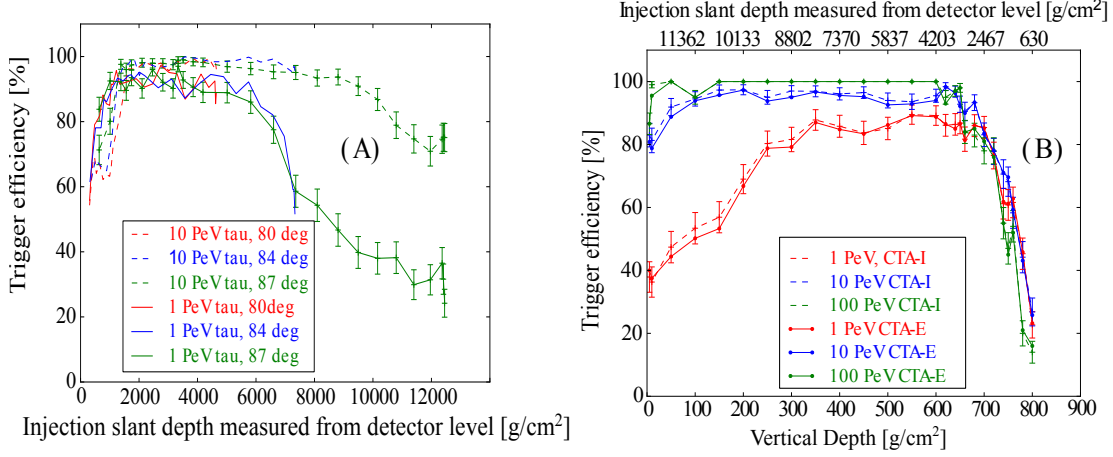 Trigger efficiency [%]
100
80
60
40
20
0
(A)
10 PeV tau, 80 deg
10 PeV tau, 84 deg
10 PeV tau, 87 deg
1 PeV tau, 80deg
1 PeV tau, 84 deg
1 PeV tau, 87 deg
0 2000 4000 6000 8000 10000 12000
Injection slant depth measured from detector level [g/cm²]
Injection slant depth measured from detector level [g/cm²]
11362 10133 8802 7370 5837 4203 2467 630
Trigger efficiency [%]
100
80
60
40
20
0
(B)
1 PeV, CTA-I
10 PeV CTA-I
100 PeV CTA-I
1 PeV CTA-E
10 PeV CTA-E
100 PeV CTA-E
0 100 200 300 400 500 600 700 800 900
Vertical Depth [g/cm²]